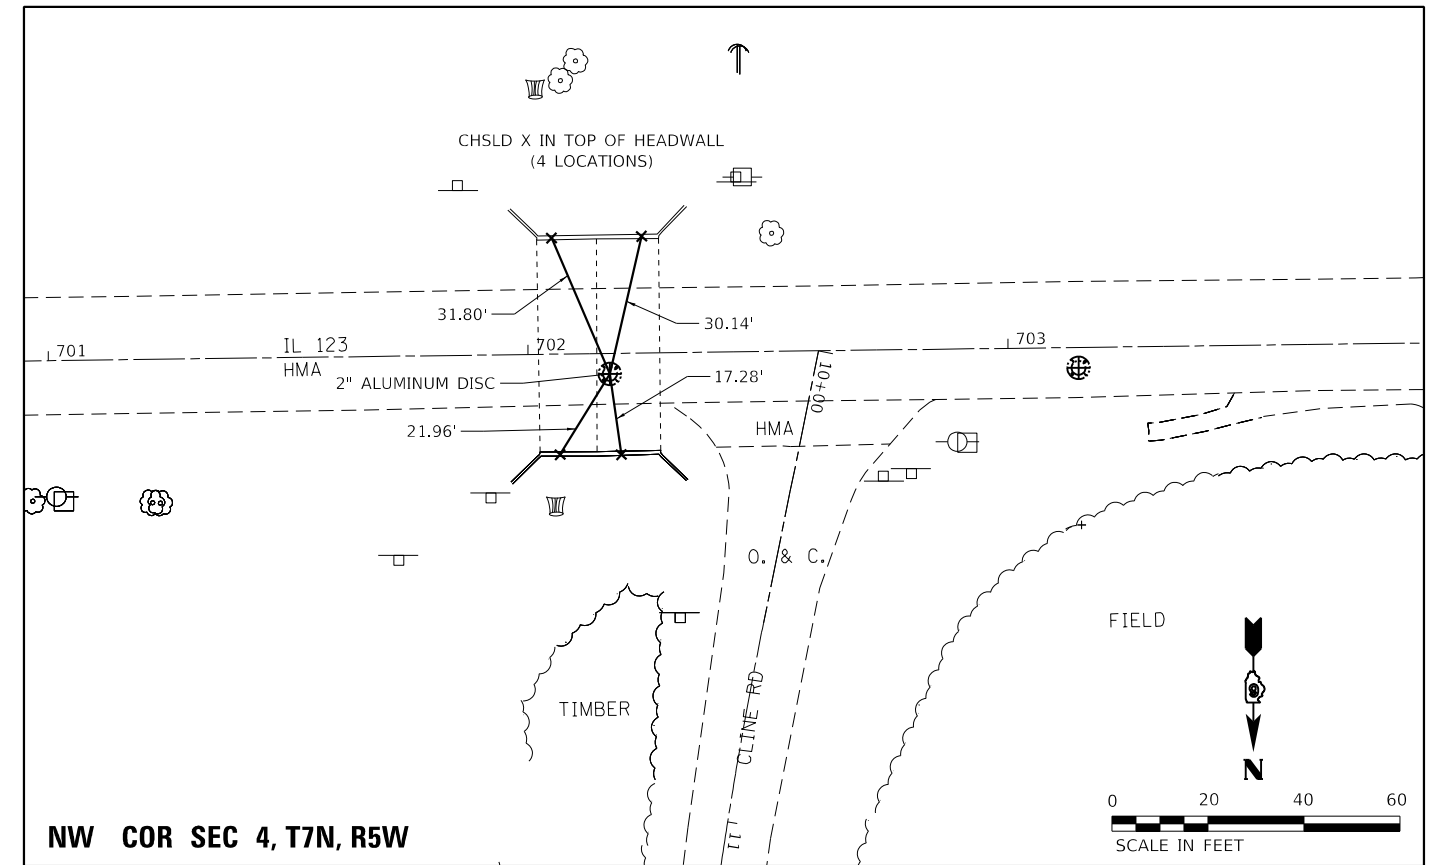 CHSLD X IN TOP OF HEADWALL
(4 LOCATIONS)
31.80'
30.14'
701
IL 123
HMA
702
703
2" ALUMINUM DISC
17.28'
10+00
21.96'
HMA
O. & C.
FIELD
TIMBER
CLINE RD
9
N
11
0 20 40 60
SCALE IN FEET
NW COR SEC 4, T7N, R5W